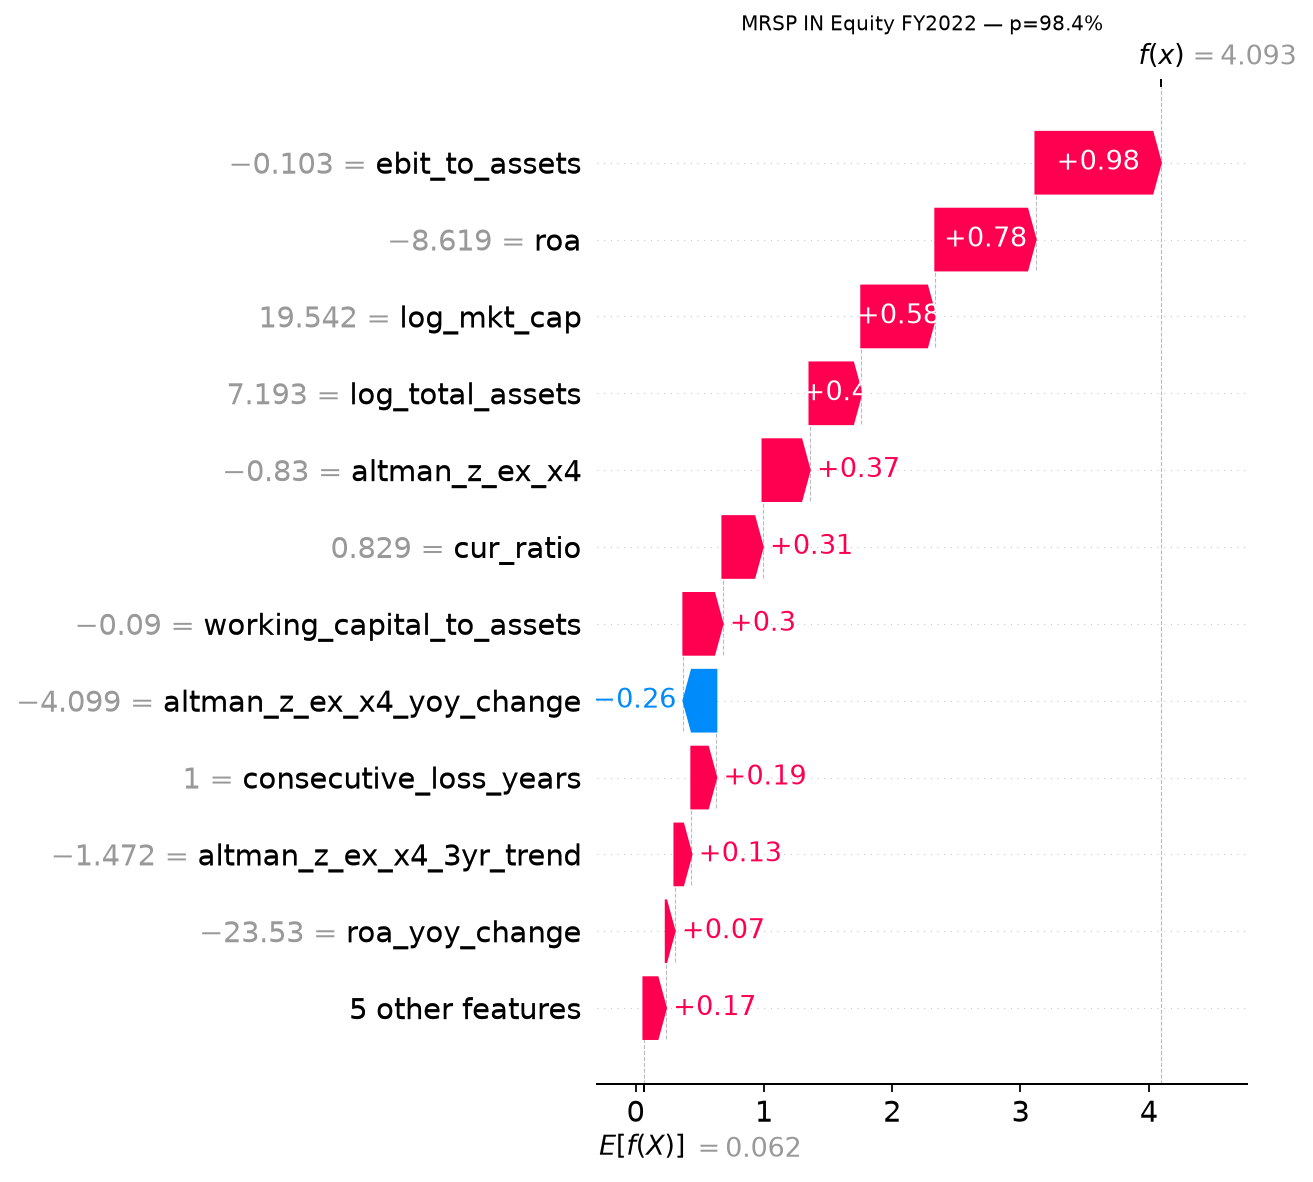 MRSP IN Equity FY2022 — p=98.4%
f(x) = 4.093
−0.103 = ebit_to_assets +0.98
−8.619 = roa +0.78
19.542 = log_mkt_cap +0.58
7.193 = log_total_assets +0.4
−0.83 = altman_z_ex_x4 +0.37
0.829 = cur_ratio +0.31
−0.09 = working_capital_to_assets +0.3
−4.099 = altman_z_ex_x4_yoy_change −0.26
1 = consecutive_loss_years +0.19
−1.472 = altman_z_ex_x4_3yr_trend +0.13
−23.53 = roa_yoy_change +0.07
5 other features +0.17
0 1 2 3 4
E[f(X)] = 0.062